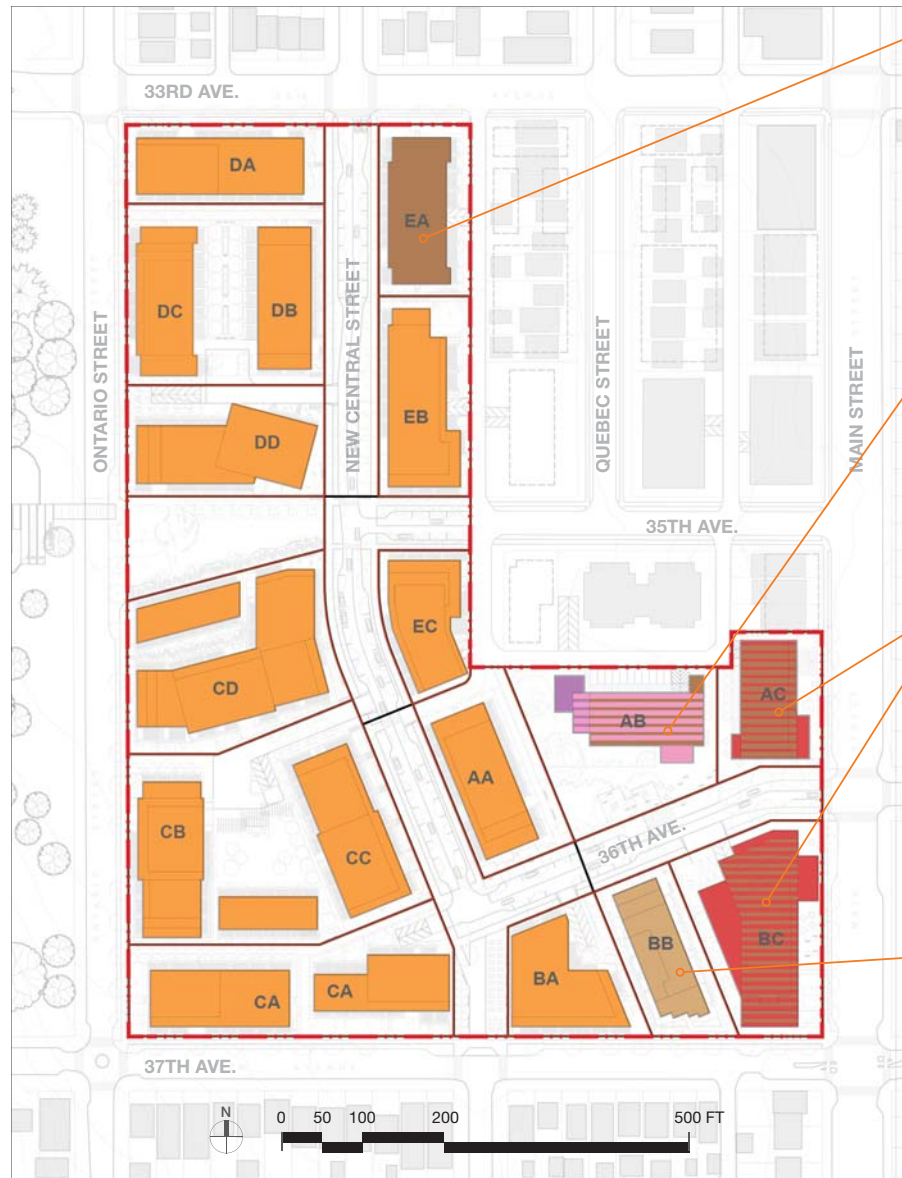 33RD AVE.
DA
EA
DC
DB
ONTARIO STREET
NEW CENTRAL STREET
QUEBEC STREET
MAIN STREET
EB
DD
35TH AVE.
EC
CD
AB
AC
AA
CB
CC
36TH AVE.
BB
BC
BA
CA
CA
37TH AVE.
N
0 50 100 200 500 FT